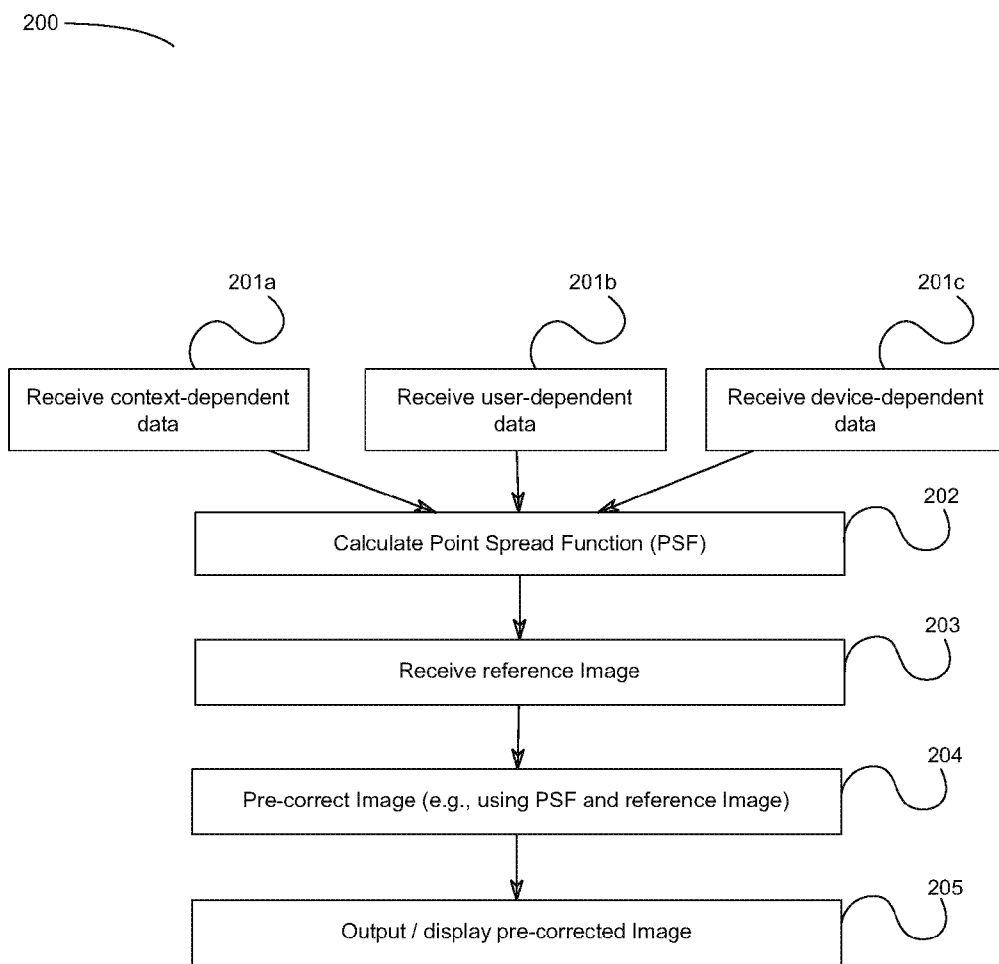 200
201a
201b
201c
Receive context-dependent
data
Receive user-dependent
data
Receive device-dependent
data
202
Calculate Point Spread Function (PSF)
203
Receive reference Image
204
Pre-correct Image (e.g., using PSF and reference Image)
205
Output / display pre-corrected Image